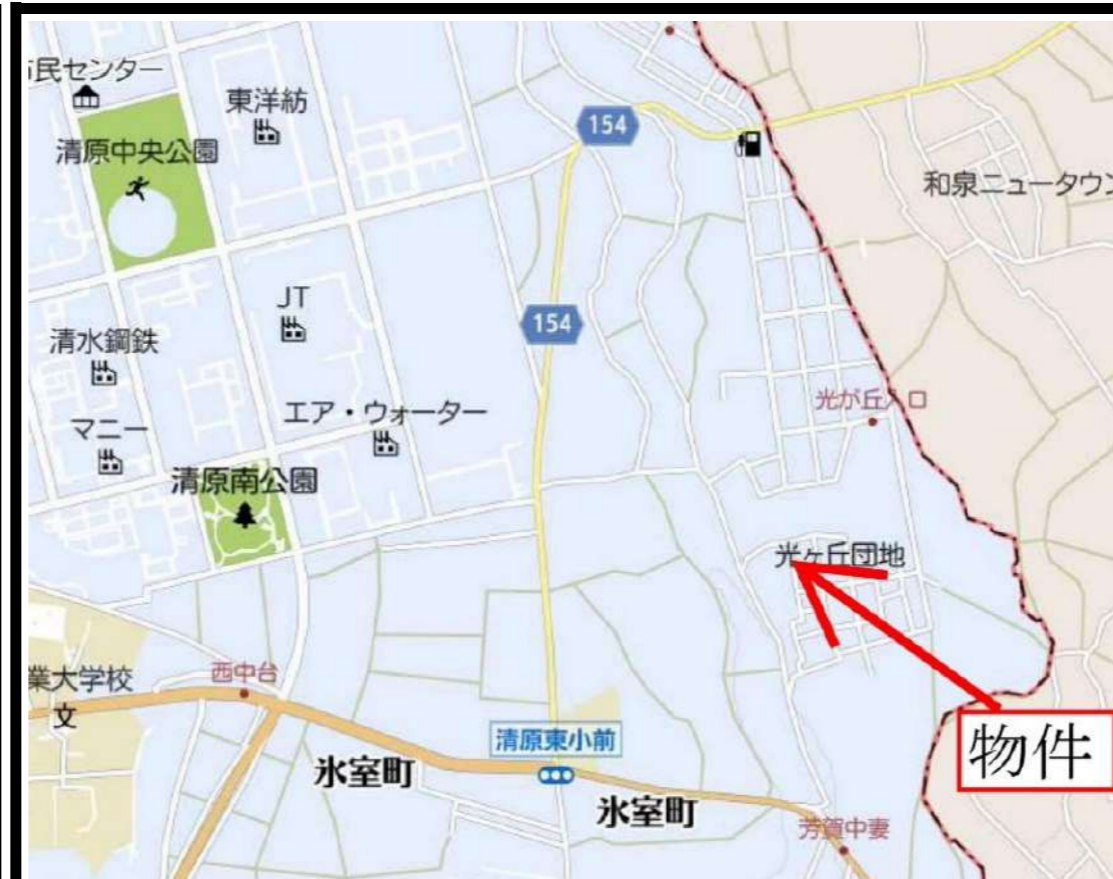 市民センター
東洋紡
清原中央公園
154
和泉ニュータウン
JT
154
清水鋼鉄
光が丘入口
マニー
エア・ウォーター
清原南公園
光ヶ丘団地
業大学校
西中台
文
清原東小前
物件
氷室町
氷室町
芳賀中妻